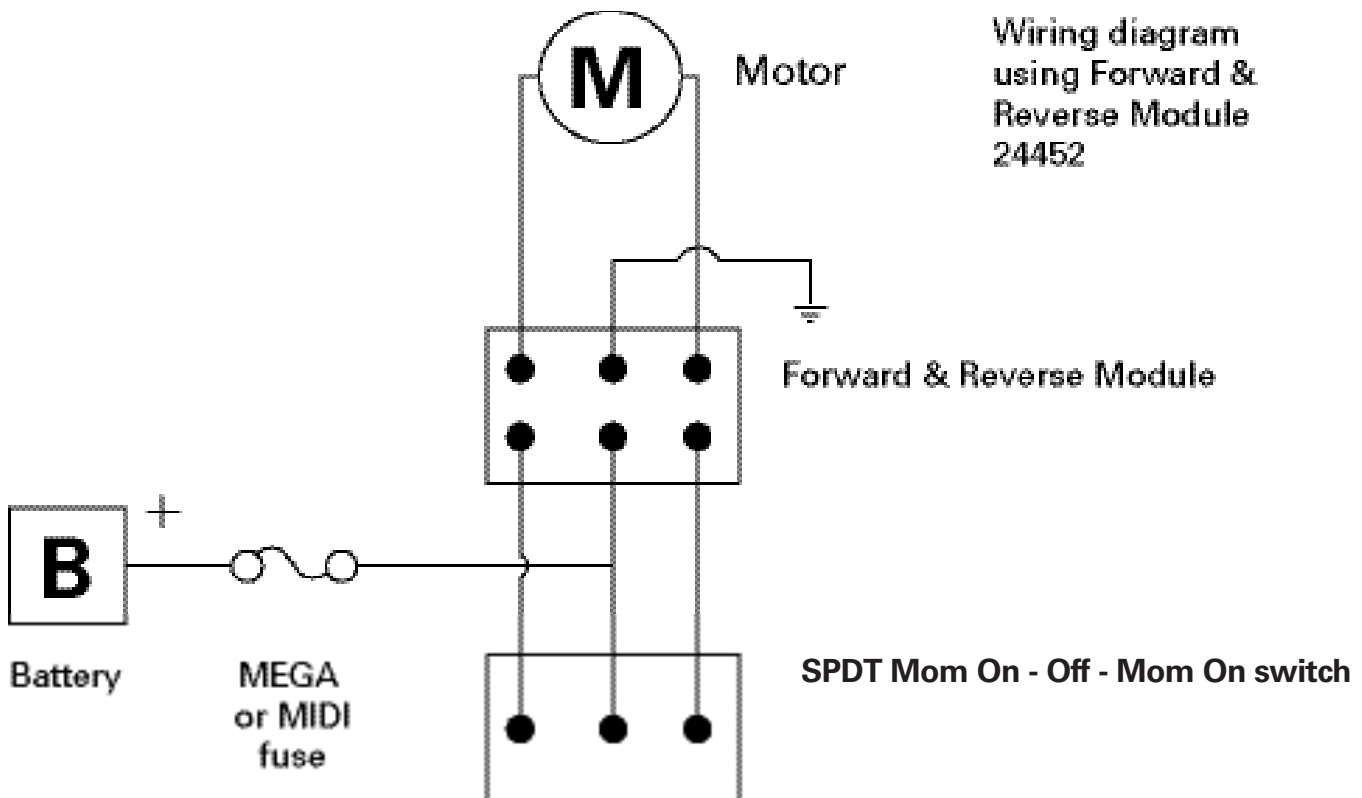 M
Motor
Wiring diagram
using Forward &
Reverse Module
24452
Forward & Reverse Module
+
B
Battery
MEGA
or MIDI
fuse
SPDT Mom On - Off - Mom On switch